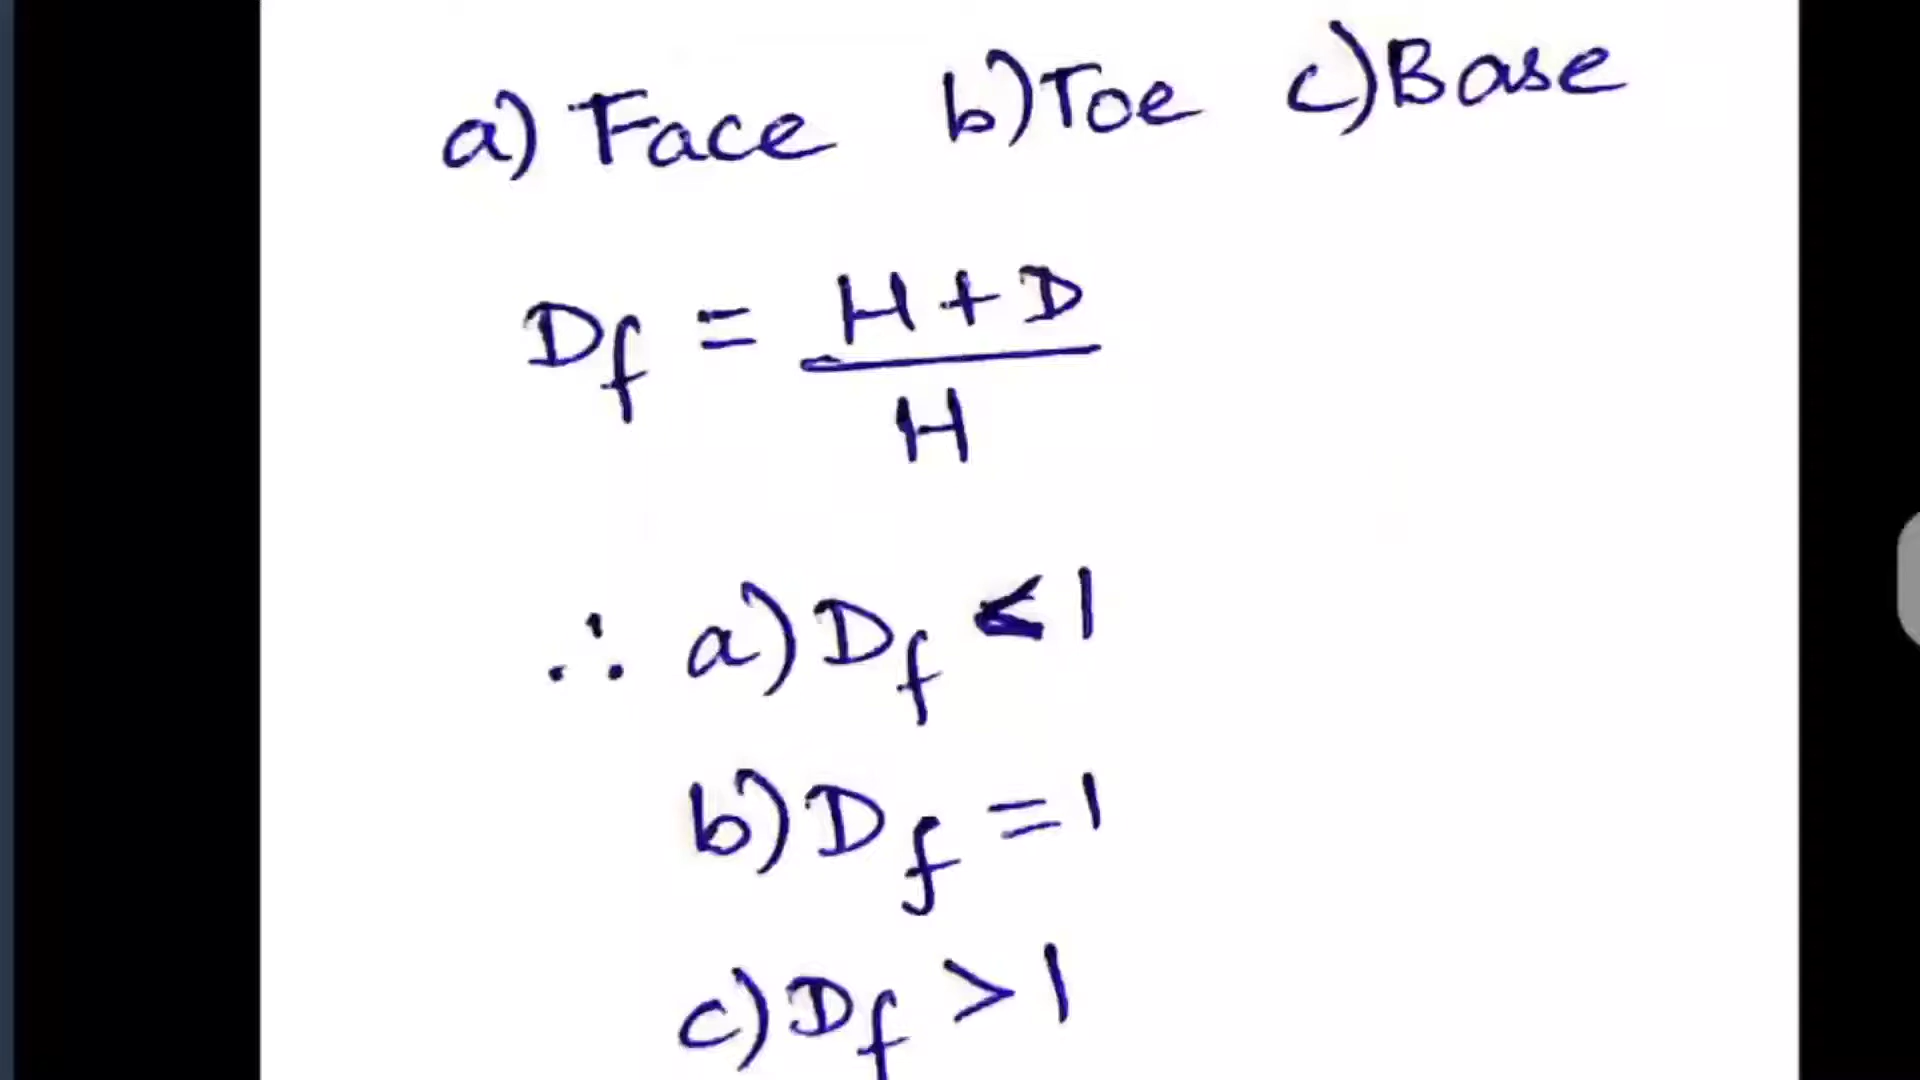 a) Face b) Toe c) Base
Df = H + D / H
∴ a) Df < 1
b) Df = 1
c) Df > 1